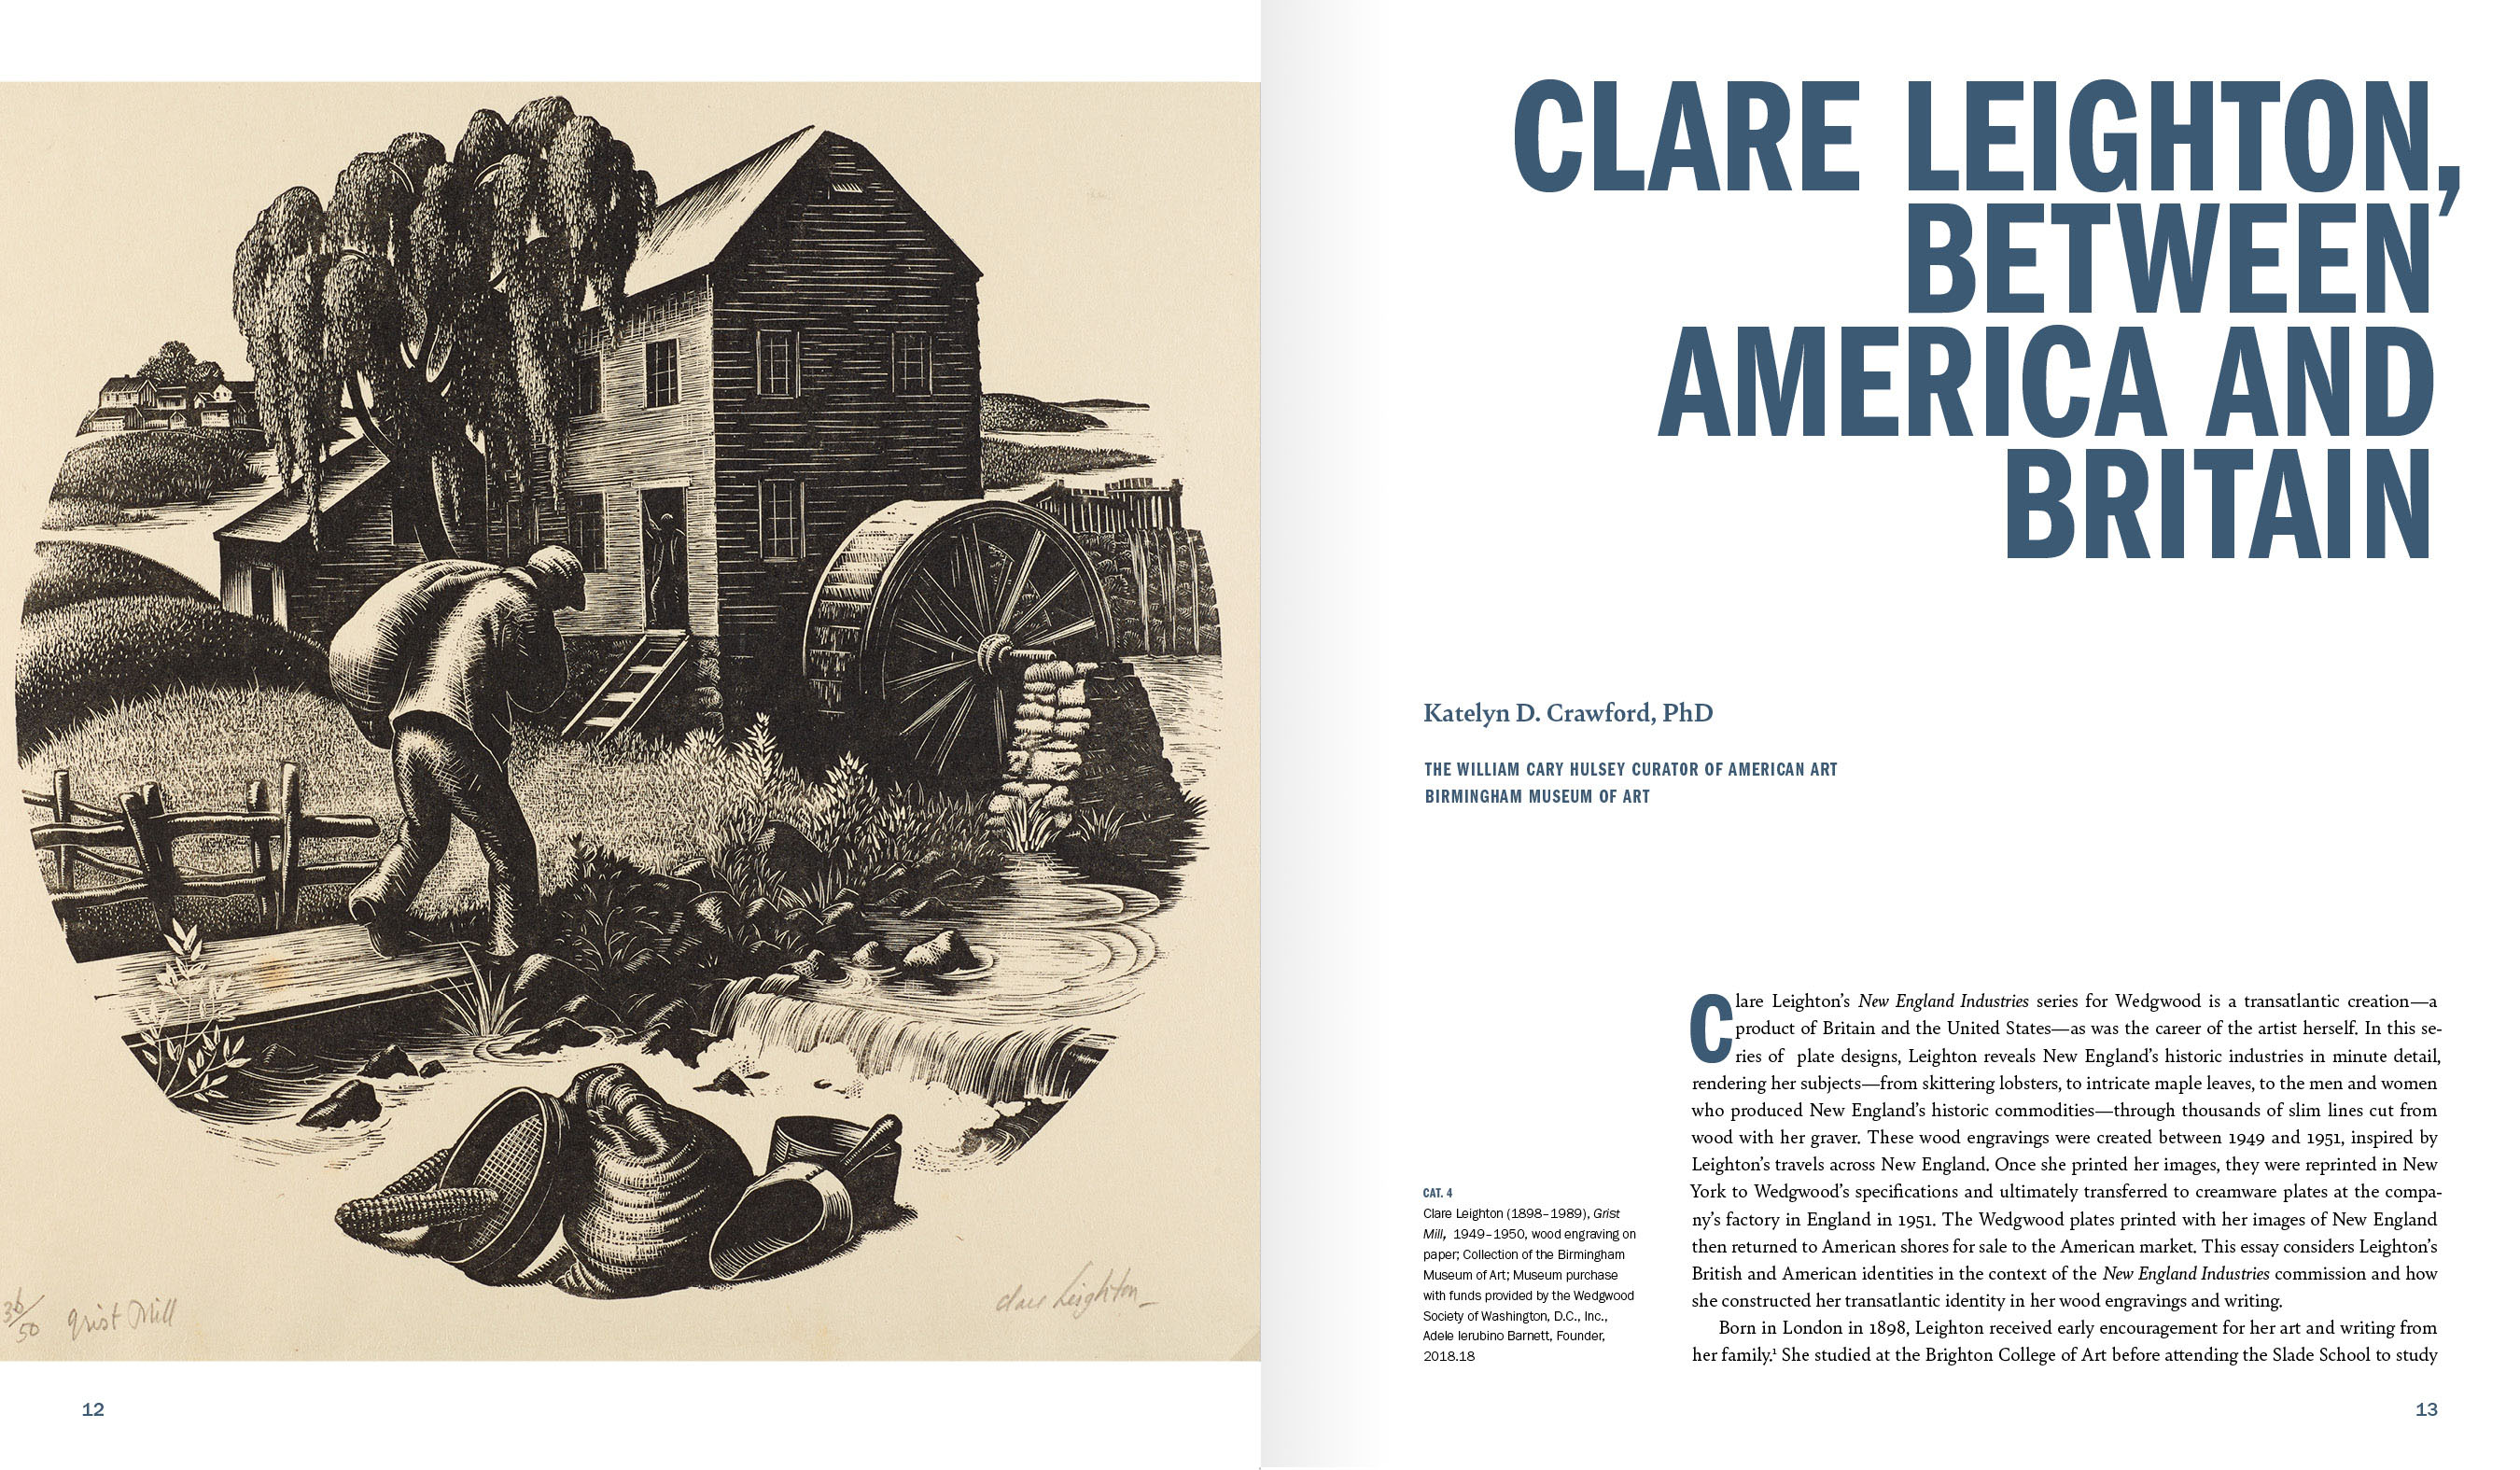 36/50 Grist Mill
Clare Leighton
12
CLARE LEIGHTON,
BETWEEN
AMERICA AND
BRITAIN
Katelyn D. Crawford, PhD
THE WILLIAM CARY HULSEY CURATOR OF AMERICAN ART
BIRMINGHAM MUSEUM OF ART
CAT. 4
Clare Leighton (1898–1989), Grist
Mill, 1949–1950, wood engraving on
paper; Collection of the Birmingham
Museum of Art; Museum purchase
with funds provided by the Wedgwood
Society of Washington, D.C., Inc.,
Adele Ierubino Barnett, Founder,
2018.18
Clare Leighton’s New England Industries series for Wedgwood is a transatlantic creation—a
product of Britain and the United States—as was the career of the artist herself. In this se-
ries of plate designs, Leighton reveals New England’s historic industries in minute detail,
rendering her subjects—from skittering lobsters, to intricate maple leaves, to the men and women
who produced New England’s historic commodities—through thousands of slim lines cut from
wood with her graver. These wood engravings were created between 1949 and 1951, inspired by
Leighton’s travels across New England. Once she printed her images, they were reprinted in New
York to Wedgwood’s specifications and ultimately transferred to creamware plates at the compa-
ny’s factory in England in 1951. The Wedgwood plates printed with her images of New England
then returned to American shores for sale to the American market. This essay considers Leighton’s
British and American identities in the context of the New England Industries commission and how
she constructed her transatlantic identity in her wood engravings and writing.
Born in London in 1898, Leighton received early encouragement for her art and writing from
her family.¹ She studied at the Brighton College of Art before attending the Slade School to study
13